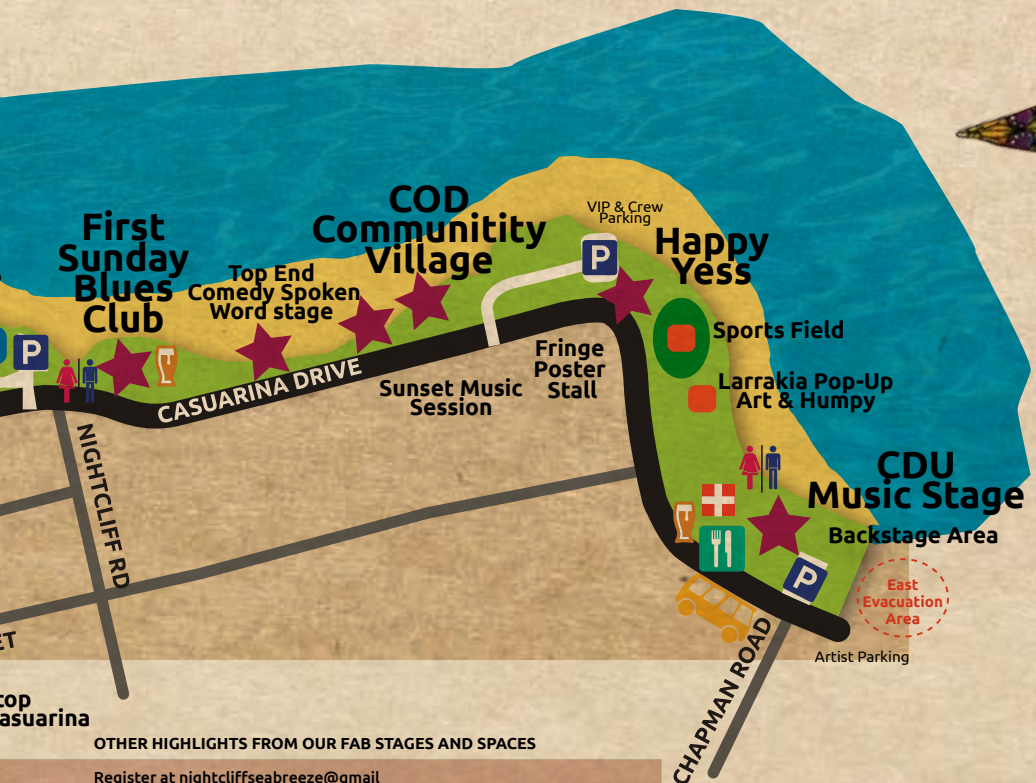 VIP & Crew
Parking
COD
Communitity
Village
First
Sunday
Blues
Club
Happy
Yess
Top End
Comedy Spoken
Word stage
P
P
Sports Field
Fringe
Poster
Stall
CASUARINA DRIVE
Sunset Music
Session
Larrakia Pop-Up
Art & Humpy
NIGHTCLIFF RD
CDU
Music Stage
Backstage Area
P
East
Evacuation
Area
Artist Parking
CHAPMAN ROAD
ET
top
asuarina
OTHER HIGHLIGHTS FROM OUR FAB STAGES AND SPACES
Register at nightcliffseabreeze@gmail